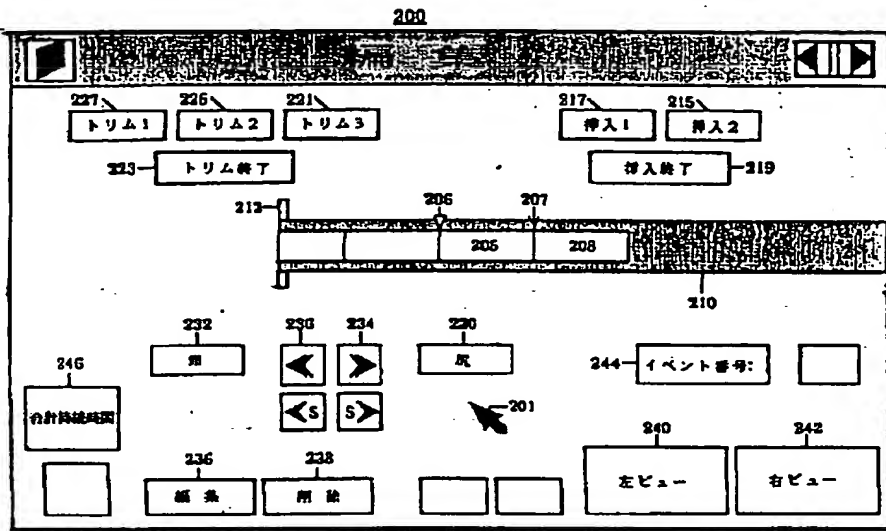 200
227 225 221 217 215
トリム1 トリム2 トリム3 挿入1 挿入2
223 トリム終了 挿入終了 219
212 206 207
205 208
210
232 230 234 220
尻 244 イベント番号:
246
合計持続時間
S S 201
236 238 240 242
編集 削除 左ビュー 右ビュー